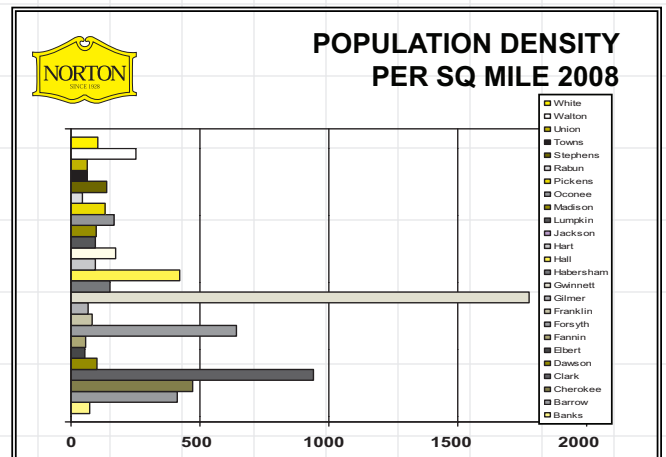 POPULATION DENSITY
PER SQ MILE 2008
NORTON
SINCE 1928
White
Walton
Union
Towns
Stephens
Rabun
Pickens
Oconee
Madison
Lumpkin
Jackson
Hart
Hall
Habersham
Gwinnett
Gilmer
Franklin
Forsyth
Fannin
Elbert
Dawson
Clark
Cherokee
Barrow
Banks
0 500 1000 1500 2000